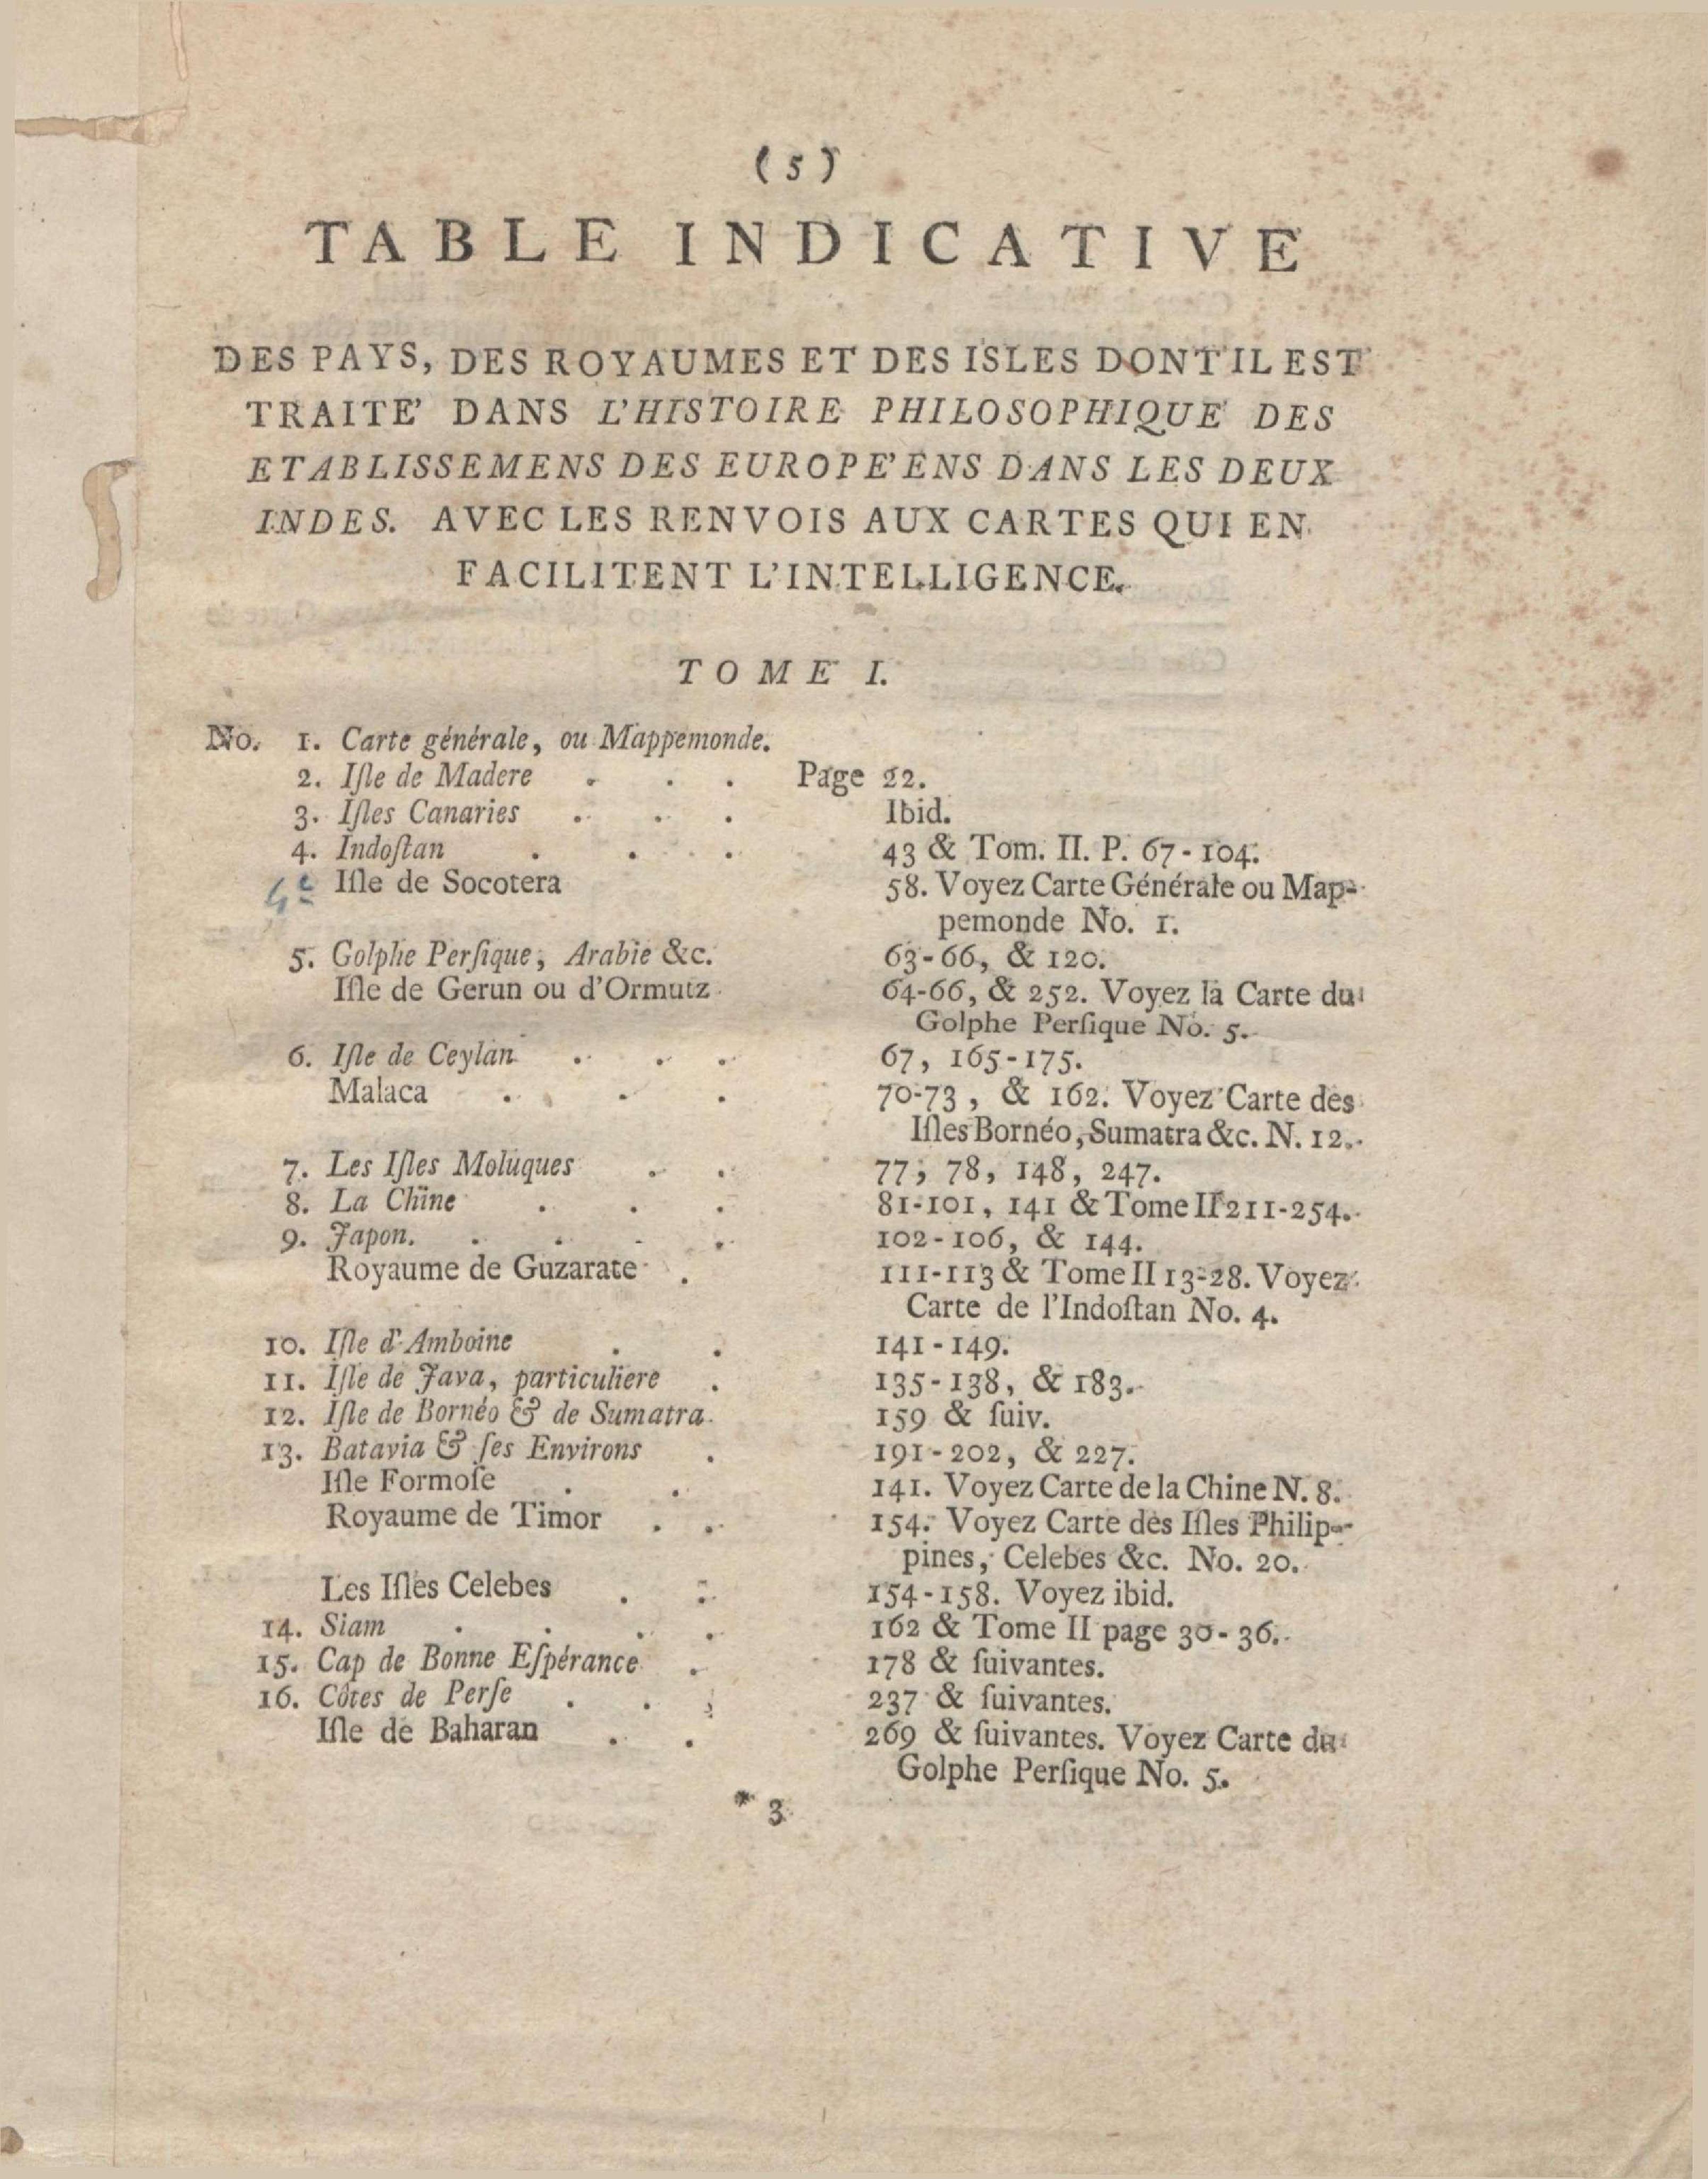 (5)
TABLE INDICATIVE
DES PAYS, DES ROYAUMES ET DES ISLES DONT IL EST
TRAITE' DANS L'HISTOIRE PHILOSOPHIQUE DES
ETABLISSEMENS DES EUROPE'ENS DANS LES DEUX
INDES. AVEC LES RENVOIS AUX CARTES QUI EN
FACILITENT L'INTELLIGENCE.
TOME I.
No. 1. Carte générale, ou Mappemonde.
2. Iſle de Madere . . . Page 22.
3. Iſles Canaries . . . Ibid.
4. Indoſtan . . . 43 & Tom. II. P. 67-104.
4c Iſle de Socotera 58. Voyez Carte Générale ou Map-
pemonde No. 1.
5. Golphe Perſique, Arabie &c. 63-66, & 120.
Iſle de Gerun ou d'Ormutz 64-66, & 252. Voyez la Carte du
Golphe Perſique No. 5.
6. Iſle de Ceylan . . . 67, 165-175.
Malaca . . . 70-73, & 162. Voyez Carte des
Iſles Bornéo, Sumatra &c. N. 12.
7. Les Iſles Moluques . . 77, 78, 148, 247.
8. La Chine . . . 81-101, 141 & Tome II 211-254.
9. Japon. . . . . 102-106, & 144.
Royaume de Guzarate . 111-113 & Tome II 13-28. Voyez
Carte de l'Indoſtan No. 4.
10. Iſle d'Amboine . . 141-149.
11. Iſle de Java, particuliere . 135-138, & 183.
12. Iſle de Bornéo & de Sumatra. 159 & ſuiv.
13. Batavia & ſes Environs . 191-202, & 227.
Iſle Formoſe . . 141. Voyez Carte de la Chine N. 8.
Royaume de Timor . . 154. Voyez Carte des Iſles Philip-
pines, Celebes &c. No. 20.
Les Iſles Celebes . . 154-158. Voyez ibid.
14. Siam . . . . 162 & Tome II page 30-36.
15. Cap de Bonne Eſpérance . 178 & ſuivantes.
16. Côtes de Perſe . . . 237 & ſuivantes.
Iſle de Baharan . . 269 & ſuivantes. Voyez Carte du
Golphe Perſique No. 5.
* 3